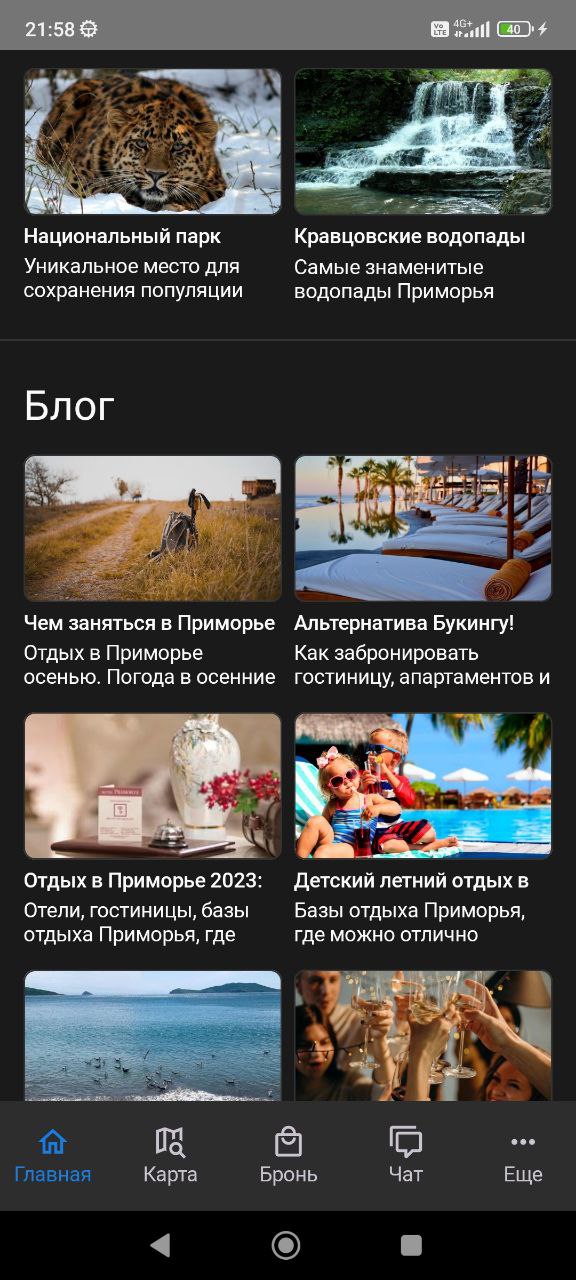 21:58
Vo LTE 4G+ 40
Национальный парк
Уникальное место для
сохранения популяции
Кравцовские водопады
Самые знаменитые
водопады Приморья
Блог
Чем заняться в Приморье
Отдых в Приморье
осенью. Погода в осенние
Альтернатива Букингу!
Как забронировать
гостиницу, апартаментов и
Отдых в Приморье 2023:
Отели, гостиницы, базы
отдыха Приморья, где
Детский летний отдых в
Базы отдыха Приморья,
где можно отлично
Главная
Карта
Бронь
Чат
Еще